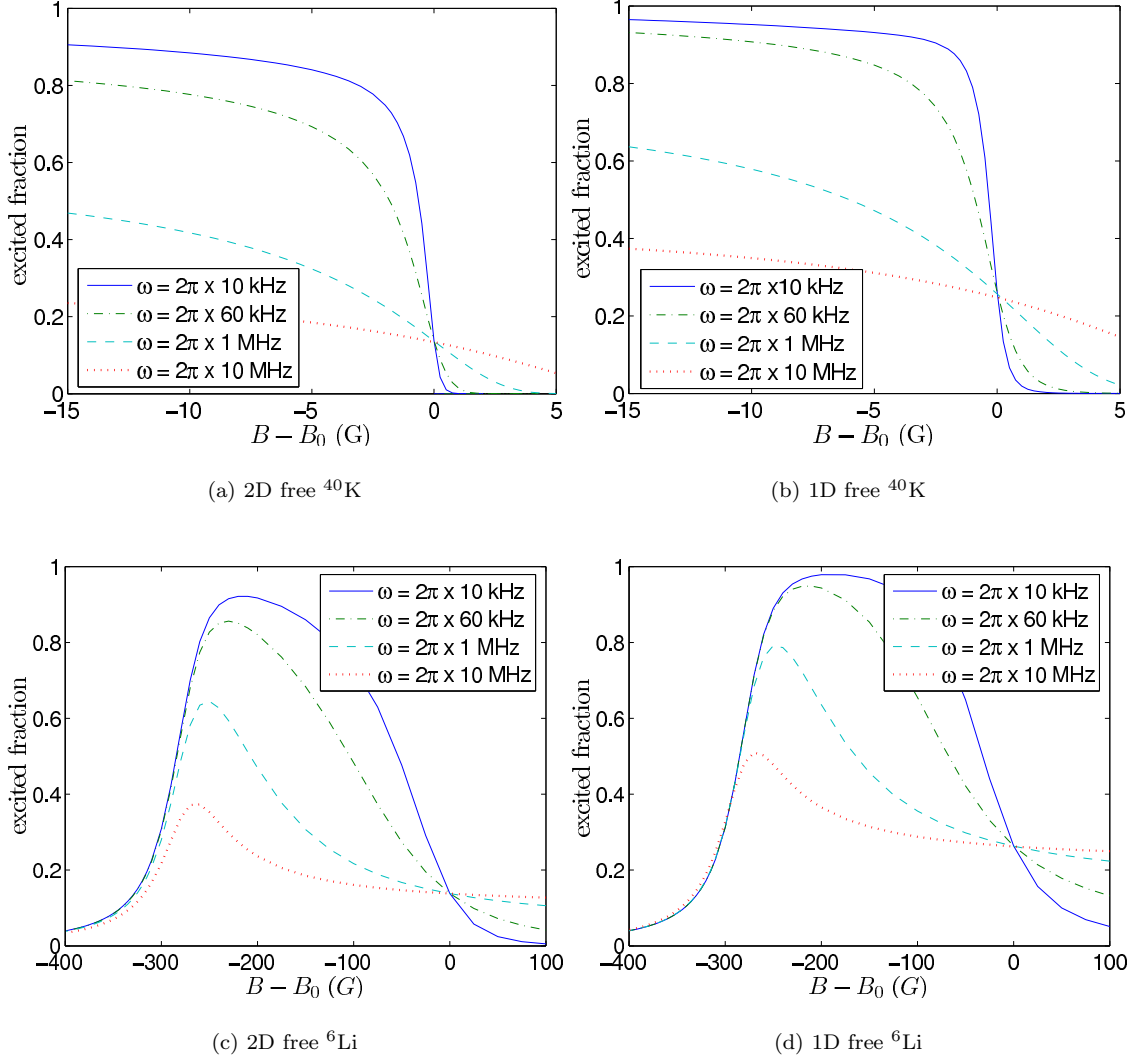 1
0.8
0.6
0.4
0.2
0
excited fraction
−15
−10
−5
0
5
B − B₀ (G)
ω = 2π x 10 kHz
ω = 2π x 60 kHz
ω = 2π x 1 MHz
ω = 2π x 10 MHz
(a) 2D free ⁴⁰K
1
0.8
0.6
0.4
0.2
0
excited fraction
−15
−10
−5
0
5
B − B₀ (G)
ω = 2π x10 kHz
ω = 2π x 60 kHz
ω = 2π x 1 MHz
ω = 2π x 10 MHz
(b) 1D free ⁴⁰K
1
0.8
0.6
0.4
0.2
0
excited fraction
−400
−300
−200
−100
0
100
B − B₀ (G)
ω = 2π x 10 kHz
ω = 2π x 60 kHz
ω = 2π x 1 MHz
ω = 2π x 10 MHz
(c) 2D free ⁶Li
1
0.8
0.6
0.4
0.2
0
excited fraction
−400
−300
−200
−100
0
100
B − B₀ (G)
ω = 2π x 10 kHz
ω = 2π x 60 kHz
ω = 2π x 1 MHz
ω = 2π x 10 MHz
(d) 1D free ⁶Li